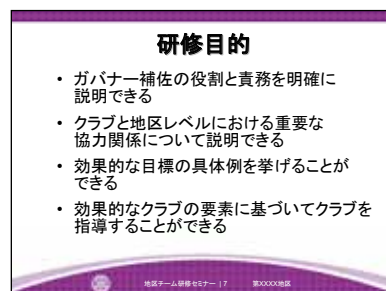 研修目的
• ガバナー補佐の役割と責務を明確に
説明できる
• クラブと地区レベルにおける重要な
協力関係について説明できる
• 効果的な目標の具体例を挙げることが
できる
• 効果的なクラブの要素に基づいてクラブを
指導することができる
地区チーム研修セミナー | 7 第XXXX地区